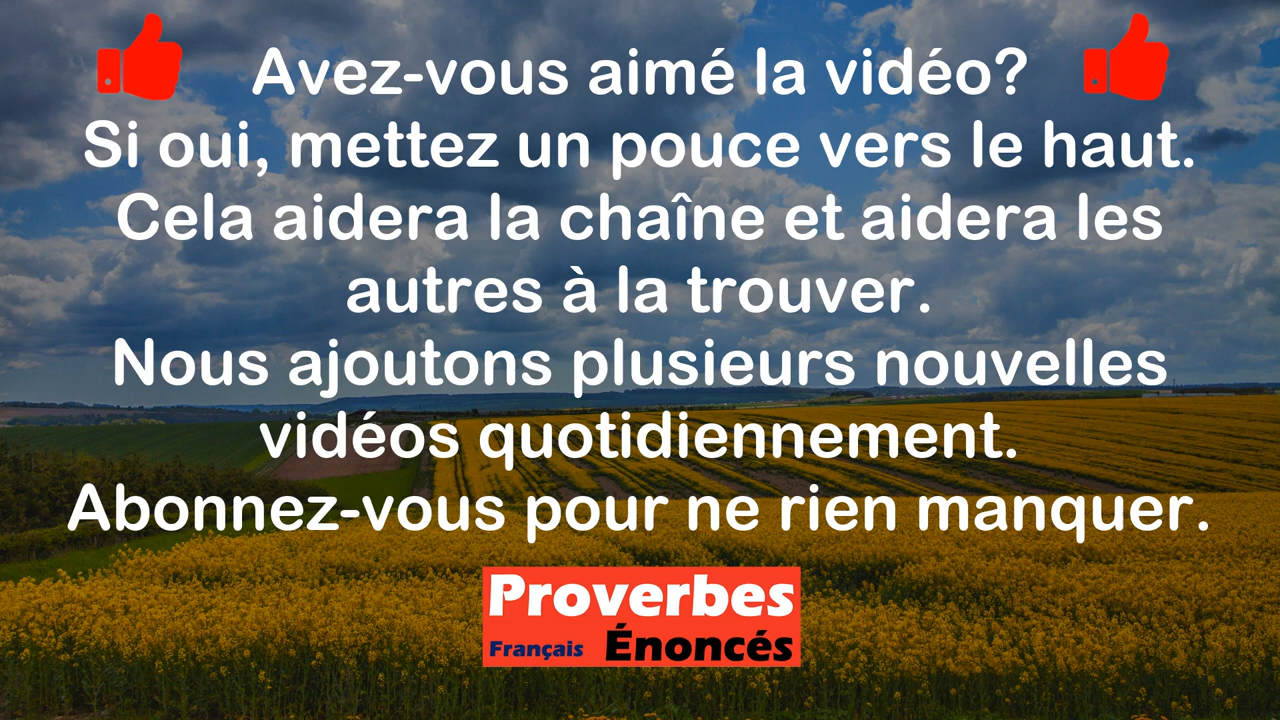 Avez-vous aimé la vidéo?
Si oui, mettez un pouce vers le haut.
Cela aidera la chaîne et aidera les
autres à la trouver.
Nous ajoutons plusieurs nouvelles
vidéos quotidiennement.
Abonnez-vous pour ne rien manquer.
Proverbes
Français Énoncés